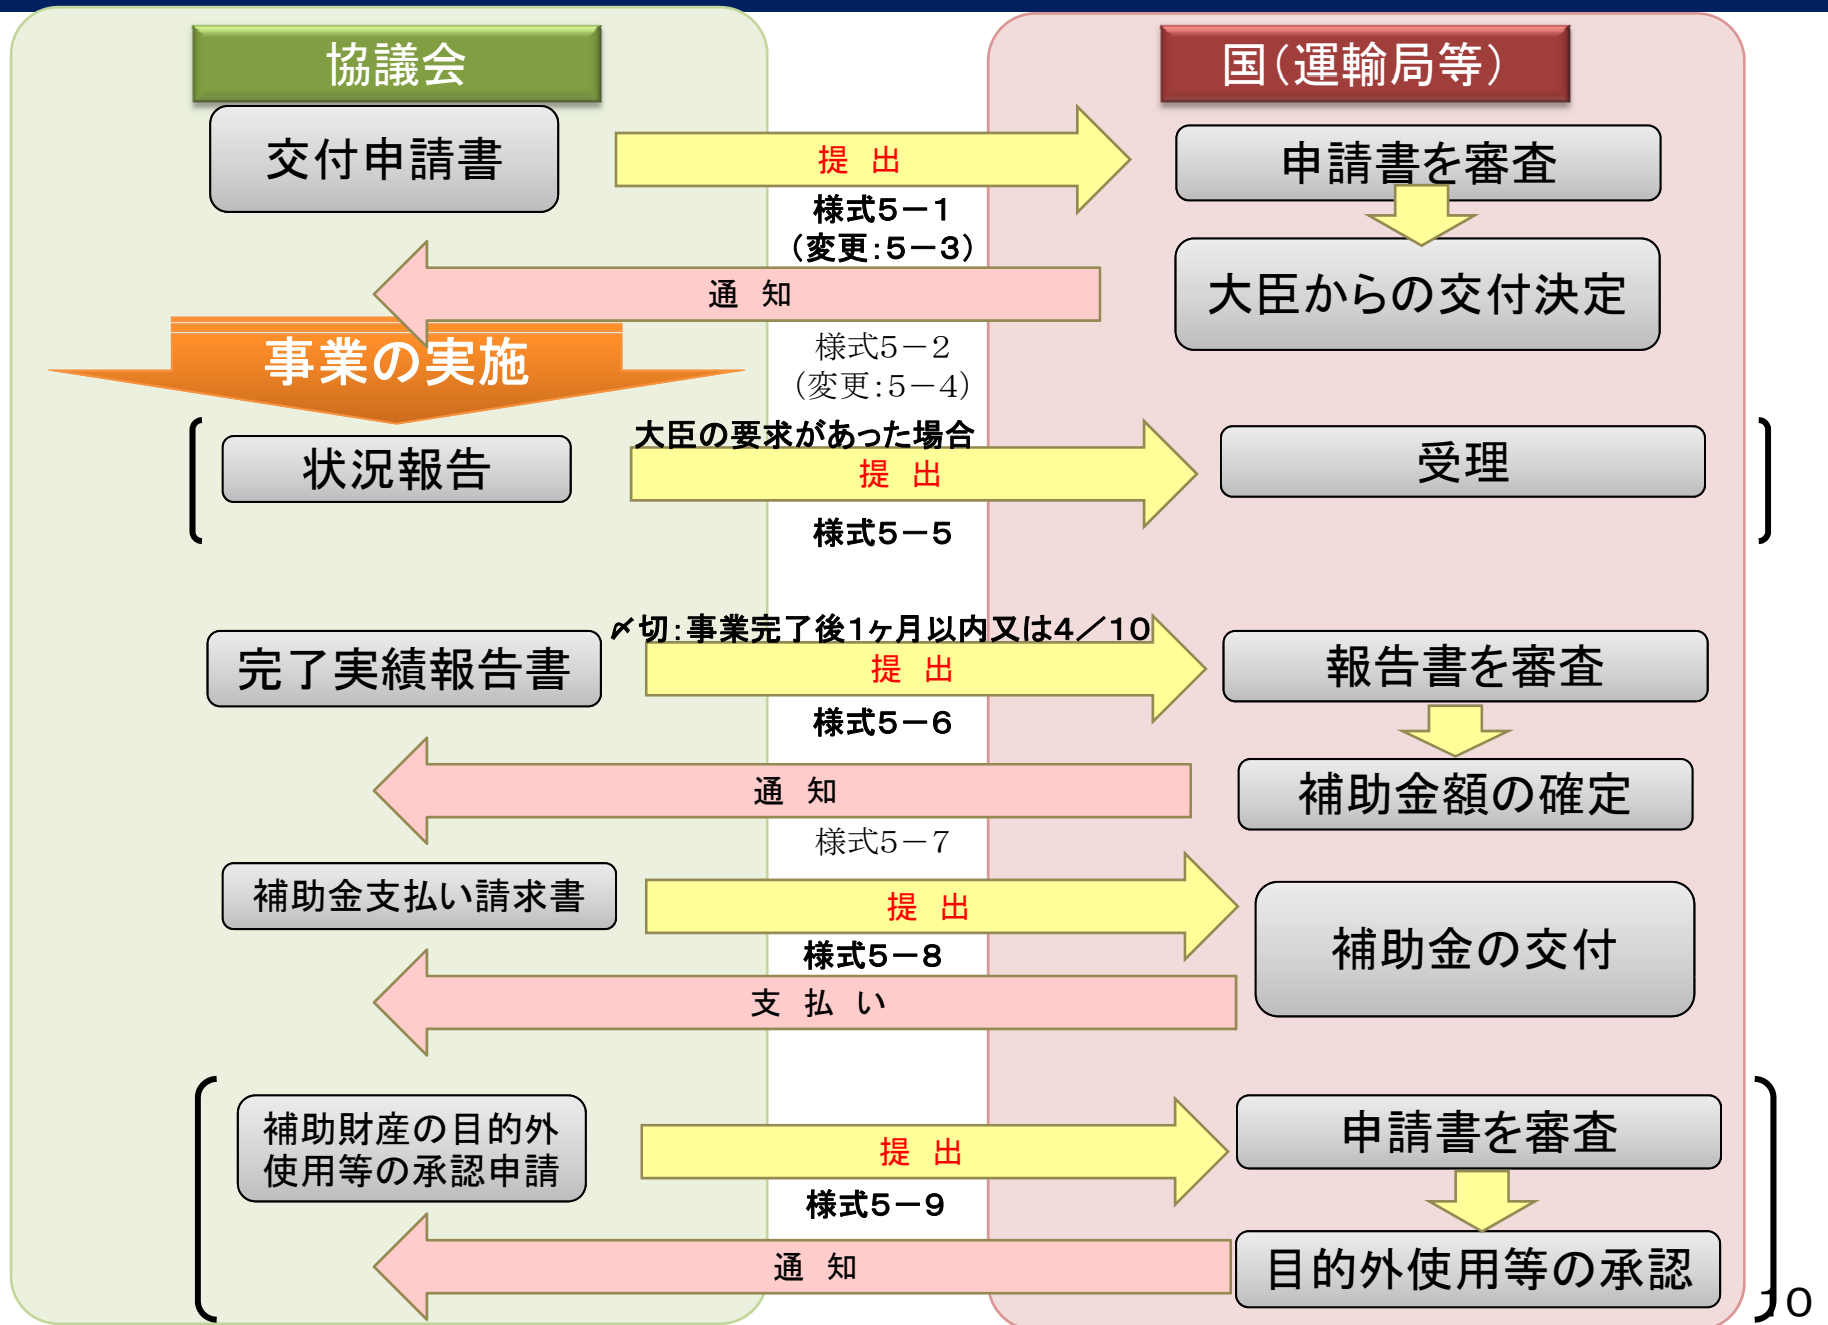 協議会
国（運輸局等）
交付申請書
提 出
申請書を審査
様式5－1
（変更：5－3）
通 知
大臣からの交付決定
様式5－2
（変更：5－4）
事業の実施
大臣の要求があった場合
状況報告
提 出
受理
様式5－5
〆切：事業完了後1ヶ月以内又は4／10
完了実績報告書
提 出
報告書を審査
様式5－6
通 知
補助金額の確定
様式5－7
補助金支払い請求書
提 出
補助金の交付
様式5－8
支 払 い
補助財産の目的外
使用等の承認申請
提 出
申請書を審査
様式5－9
通 知
目的外使用等の承認
10